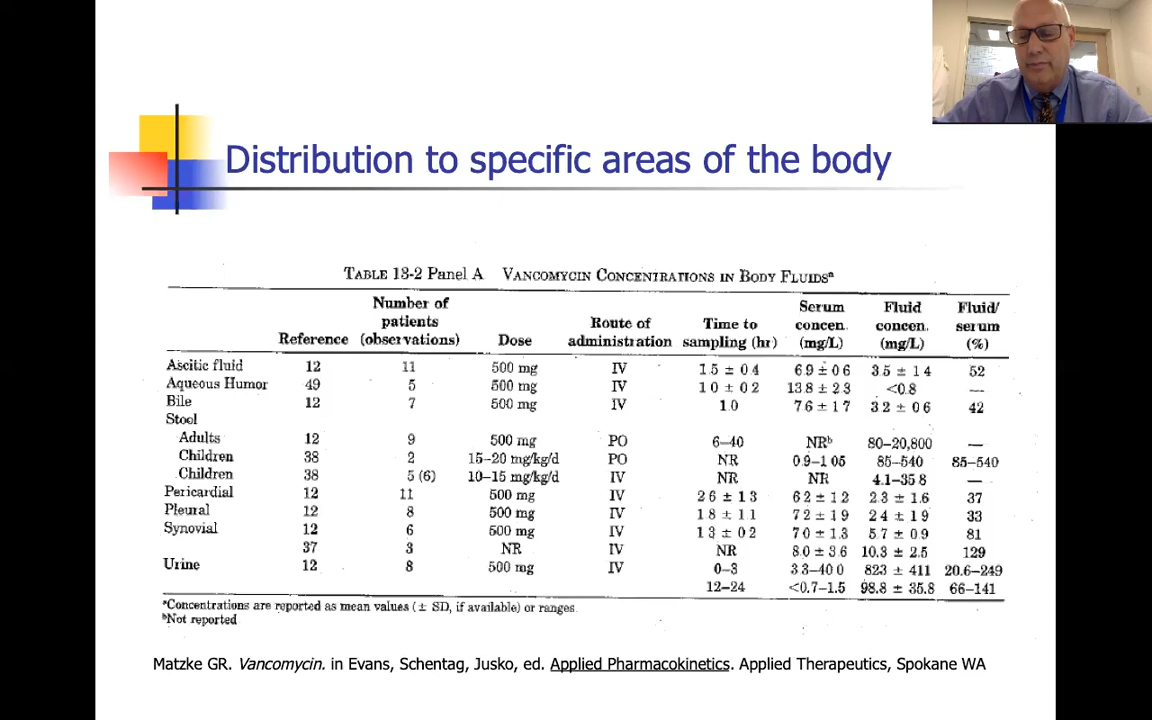 Distribution to specific areas of the body
TABLE 13-2 Panel A VANCOMYCIN CONCENTRATIONS IN BODY FLUIDSª
Reference Number of patients (observations) Dose Route of administration Time to sampling (hr) Serum concen. (mg/L) Fluid concen. (mg/L) Fluid/serum (%)
Ascitic fluid 12 11 500 mg IV 1 5 ± 0 4 6 9 ± 0 6 3 5 ± 1 4 52
Aqueous Humor 49 5 500 mg IV 1 0 ± 0 2 13 8 ± 2 3 <0.8 —
Bile 12 7 500 mg IV 1.0 7 6 ± 1 7 3 2 ± 0 6 42
Stool
Adults 12 9 500 mg PO 6–40 NRᵇ 80–20,800 —
Children 38 2 15–20 mg/kg/d PO NR 0.9–1 05 85–540 85–540
Children 38 5 (6) 10–15 mg/kg/d IV NR NR 4.1–35 8 —
Pericardial 12 11 500 mg IV 2 6 ± 1 3 6 2 ± 1 2 2 3 ± 1.6 37
Pleural 12 8 500 mg IV 1 8 ± 1 1 7 2 ± 1 9 2 4 ± 1 9 33
Synovial 12 6 500 mg IV 1 3 ± 0 2 7 0 ± 1.3 5.7 ± 0 9 81
37 3 NR IV NR 8.0 ± 3.6 10.3 ± 2.5 129
Urine 12 8 500 mg IV 0–3 3 3–40 0 823 ± 411 20.6–249
12–24 <0.7–1.5 98.8 ± 35.8 66–141
ªConcentrations are reported as mean values (± SD, if available) or ranges
ᵇNot reported
Matzke GR. Vancomycin. in Evans, Schentag, Jusko, ed. Applied Pharmacokinetics. Applied Therapeutics, Spokane WA